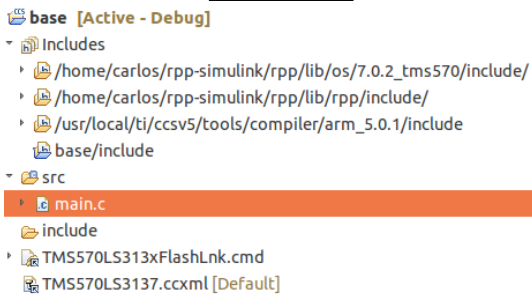 base [Active - Debug]
Includes
/home/carlos/rpp-simulink/rpp/lib/os/7.0.2_tms570/include/
/home/carlos/rpp-simulink/rpp/lib/rpp/include/
/usr/local/ti/ccsv5/tools/compiler/arm_5.0.1/include
base/include
src
main.c
include
TMS570LS313xFlashLnk.cmd
TMS570LS3137.ccxml [Default]